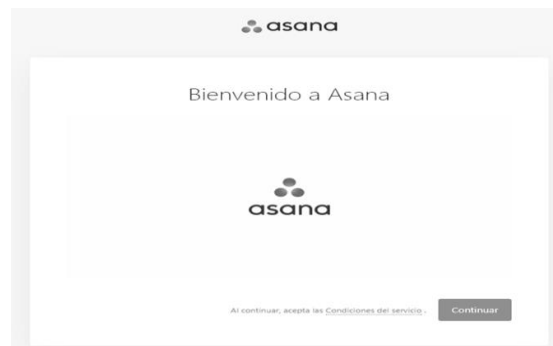 asana
Bienvenido a Asana
asana
Al continuar, acepta las Condiciones del servicio.
Continuar